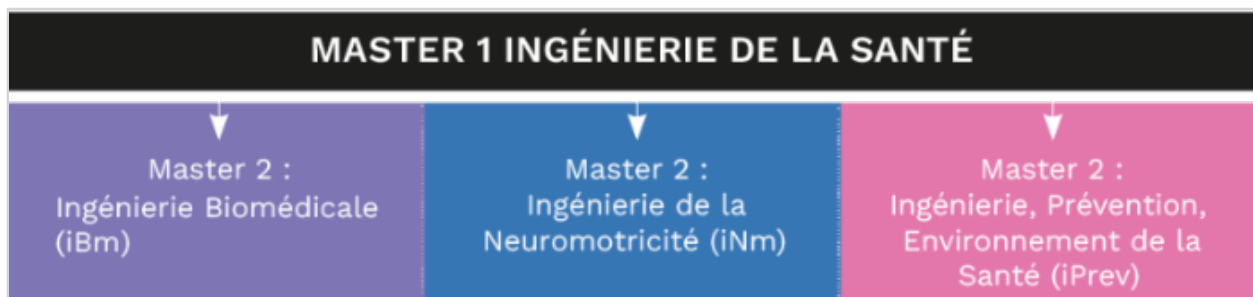 MASTER 1 INGÉNIERIE DE LA SANTÉ
Master 2 :
Ingénierie Biomédicale
(iBm)
Master 2 :
Ingénierie de la
Neuromotricité (iNm)
Master 2 :
Ingénierie, Prévention,
Environnement de la
Santé (iPrev)